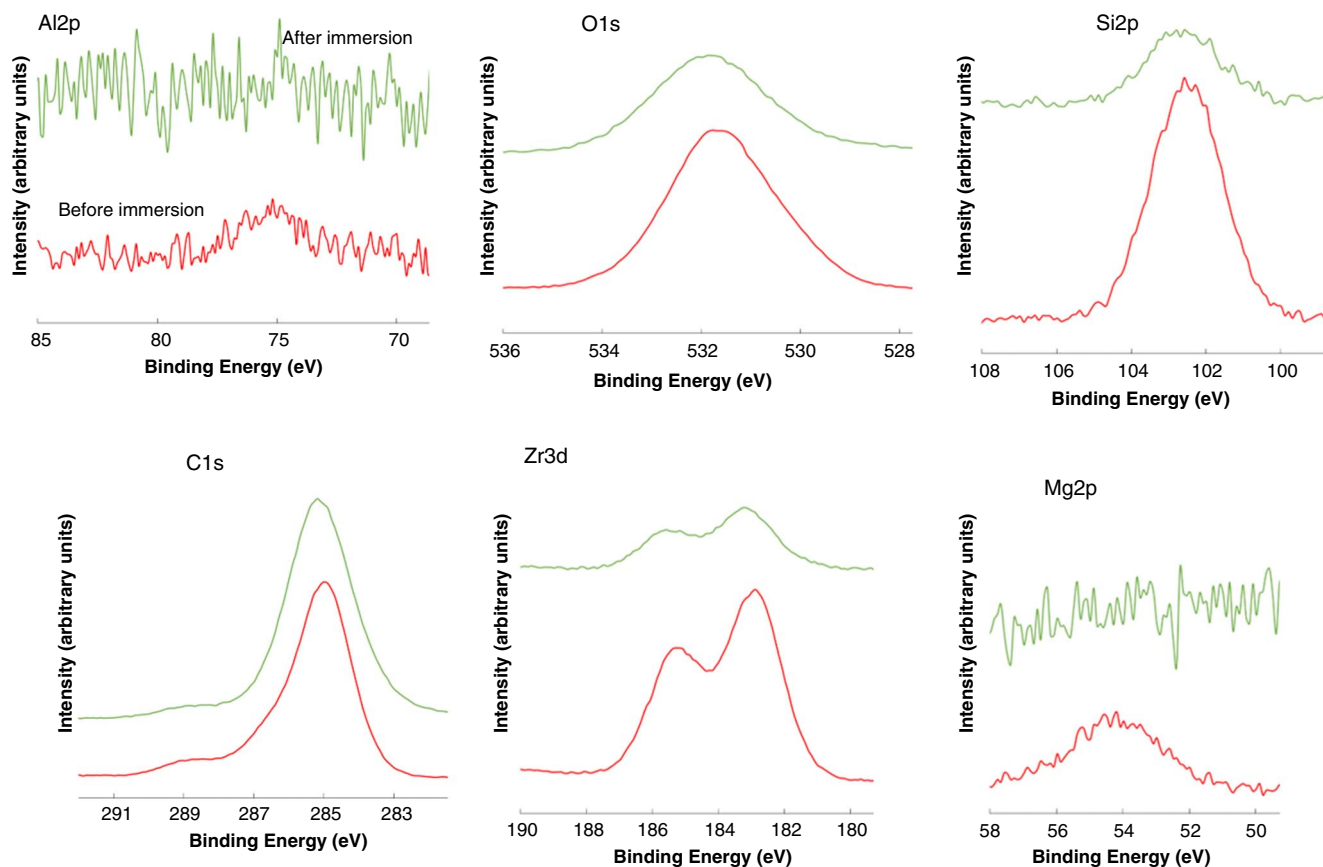 Al2p
After immersion
Before immersion
Intensity (arbitrary units)
85 80 75 70
Binding Energy (eV)
O1s
Intensity (arbitrary units)
536 534 532 530 528
Binding Energy (eV)
Si2p
Intensity (arbitrary units)
108 106 104 102 100
Binding Energy (eV)
C1s
Intensity (arbitrary units)
291 289 287 285 283
Binding Energy (eV)
Zr3d
Intensity (arbitrary units)
190 188 186 184 182 180
Binding Energy (eV)
Mg2p
Intensity (arbitrary units)
58 56 54 52 50
Binding Energy (eV)